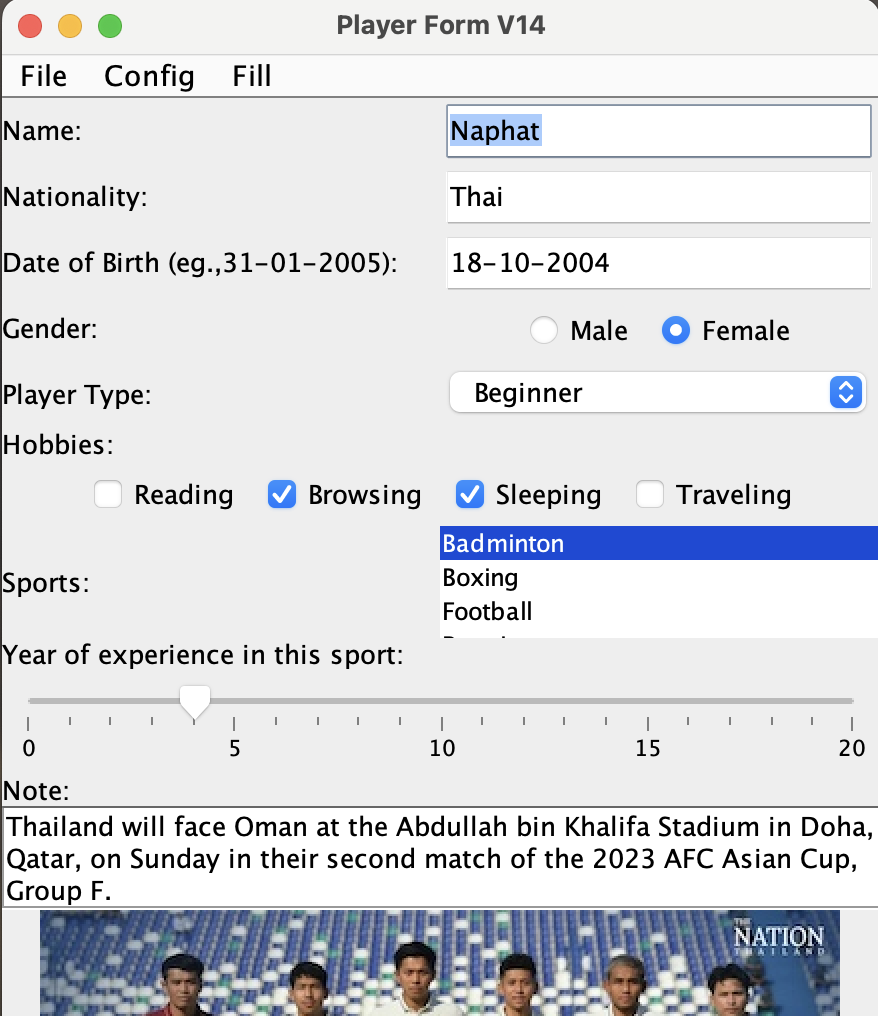 Player Form V14
File Config Fill
Name: Naphat
Nationality: Thai
Date of Birth (eg.,31-01-2005): 18-10-2004
Gender: Male Female
Player Type: Beginner
Hobbies:
Reading Browsing Sleeping Traveling
Badminton
Boxing
Sports:
Football
Year of experience in this sport:
0 5 10 15 20
Note:
Thailand will face Oman at the Abdullah bin Khalifa Stadium in Doha,
Qatar, on Sunday in their second match of the 2023 AFC Asian Cup,
Group F.
THE
NATION
THAILAND